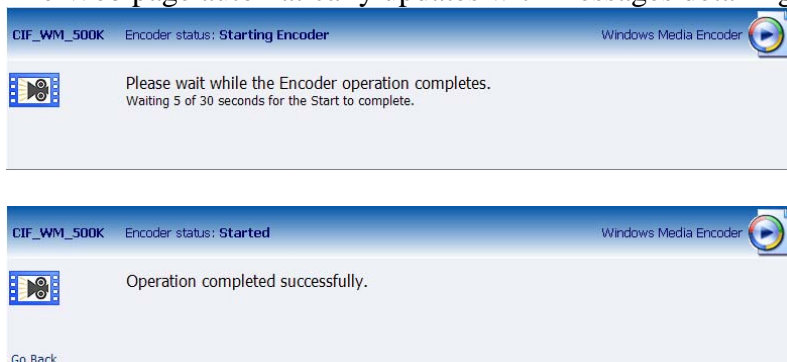 CIF_WM_500K Encoder status: Starting Encoder Windows Media Encoder
Please wait while the Encoder operation completes.
Waiting 5 of 30 seconds for the Start to complete.
CIF_WM_500K Encoder status: Started Windows Media Encoder
Operation completed successfully.
Go Back